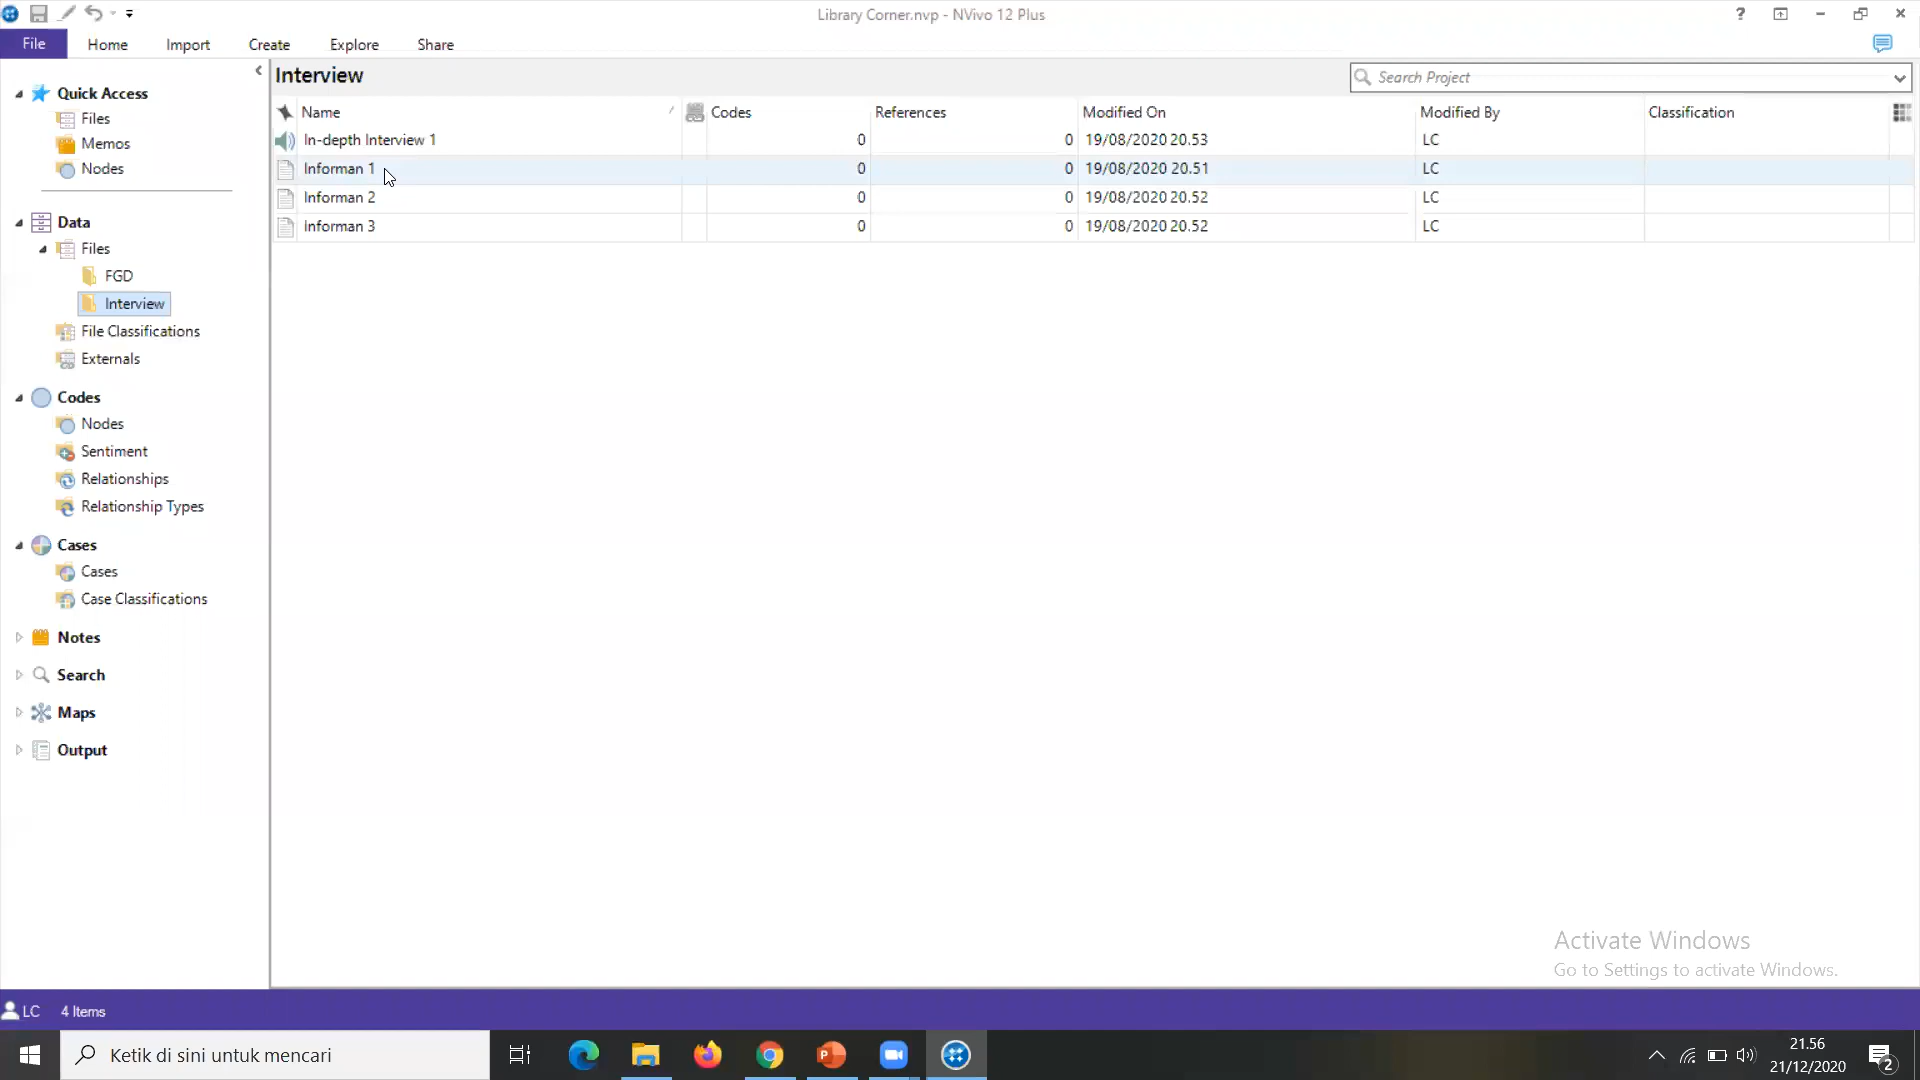 Library Corner.nvp - NVivo 12 Plus
File Home Import Create Explore Share
Quick Access
Files
Memos
Nodes
Data
Files
FGD
Interview
File Classifications
Externals
Codes
Nodes
Sentiment
Relationships
Relationship Types
Cases
Cases
Case Classifications
Notes
Search
Maps
Output
Interview
Search Project
Name Codes References Modified On Modified By Classification
In-depth Interview 1 0 0 19/08/2020 20.53 LC
Informan 1 0 0 19/08/2020 20.51 LC
Informan 2 0 0 19/08/2020 20.52 LC
Informan 3 0 0 19/08/2020 20.52 LC
Activate Windows
Go to Settings to activate Windows.
LC 4 Items
Ketik di sini untuk mencari
21.56
21/12/2020
2